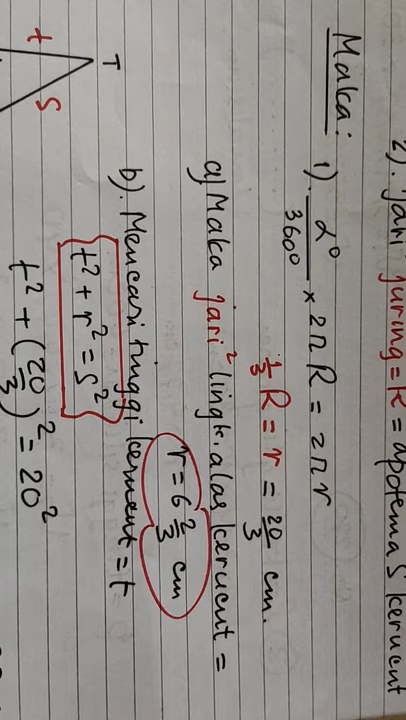 2). Jari juring = R = apotema S kerucut
Maka:
1). α°/360° × 2πR = 2πr
1/3 R = r = 20/3 cm.
a) Maka jari² lingk. alas kerucut =
r = 6 2/3 cm
b). Mencari tinggi kerucut = t
t² + r² = s²
t² + (20/3)² = 20²
T
t
s